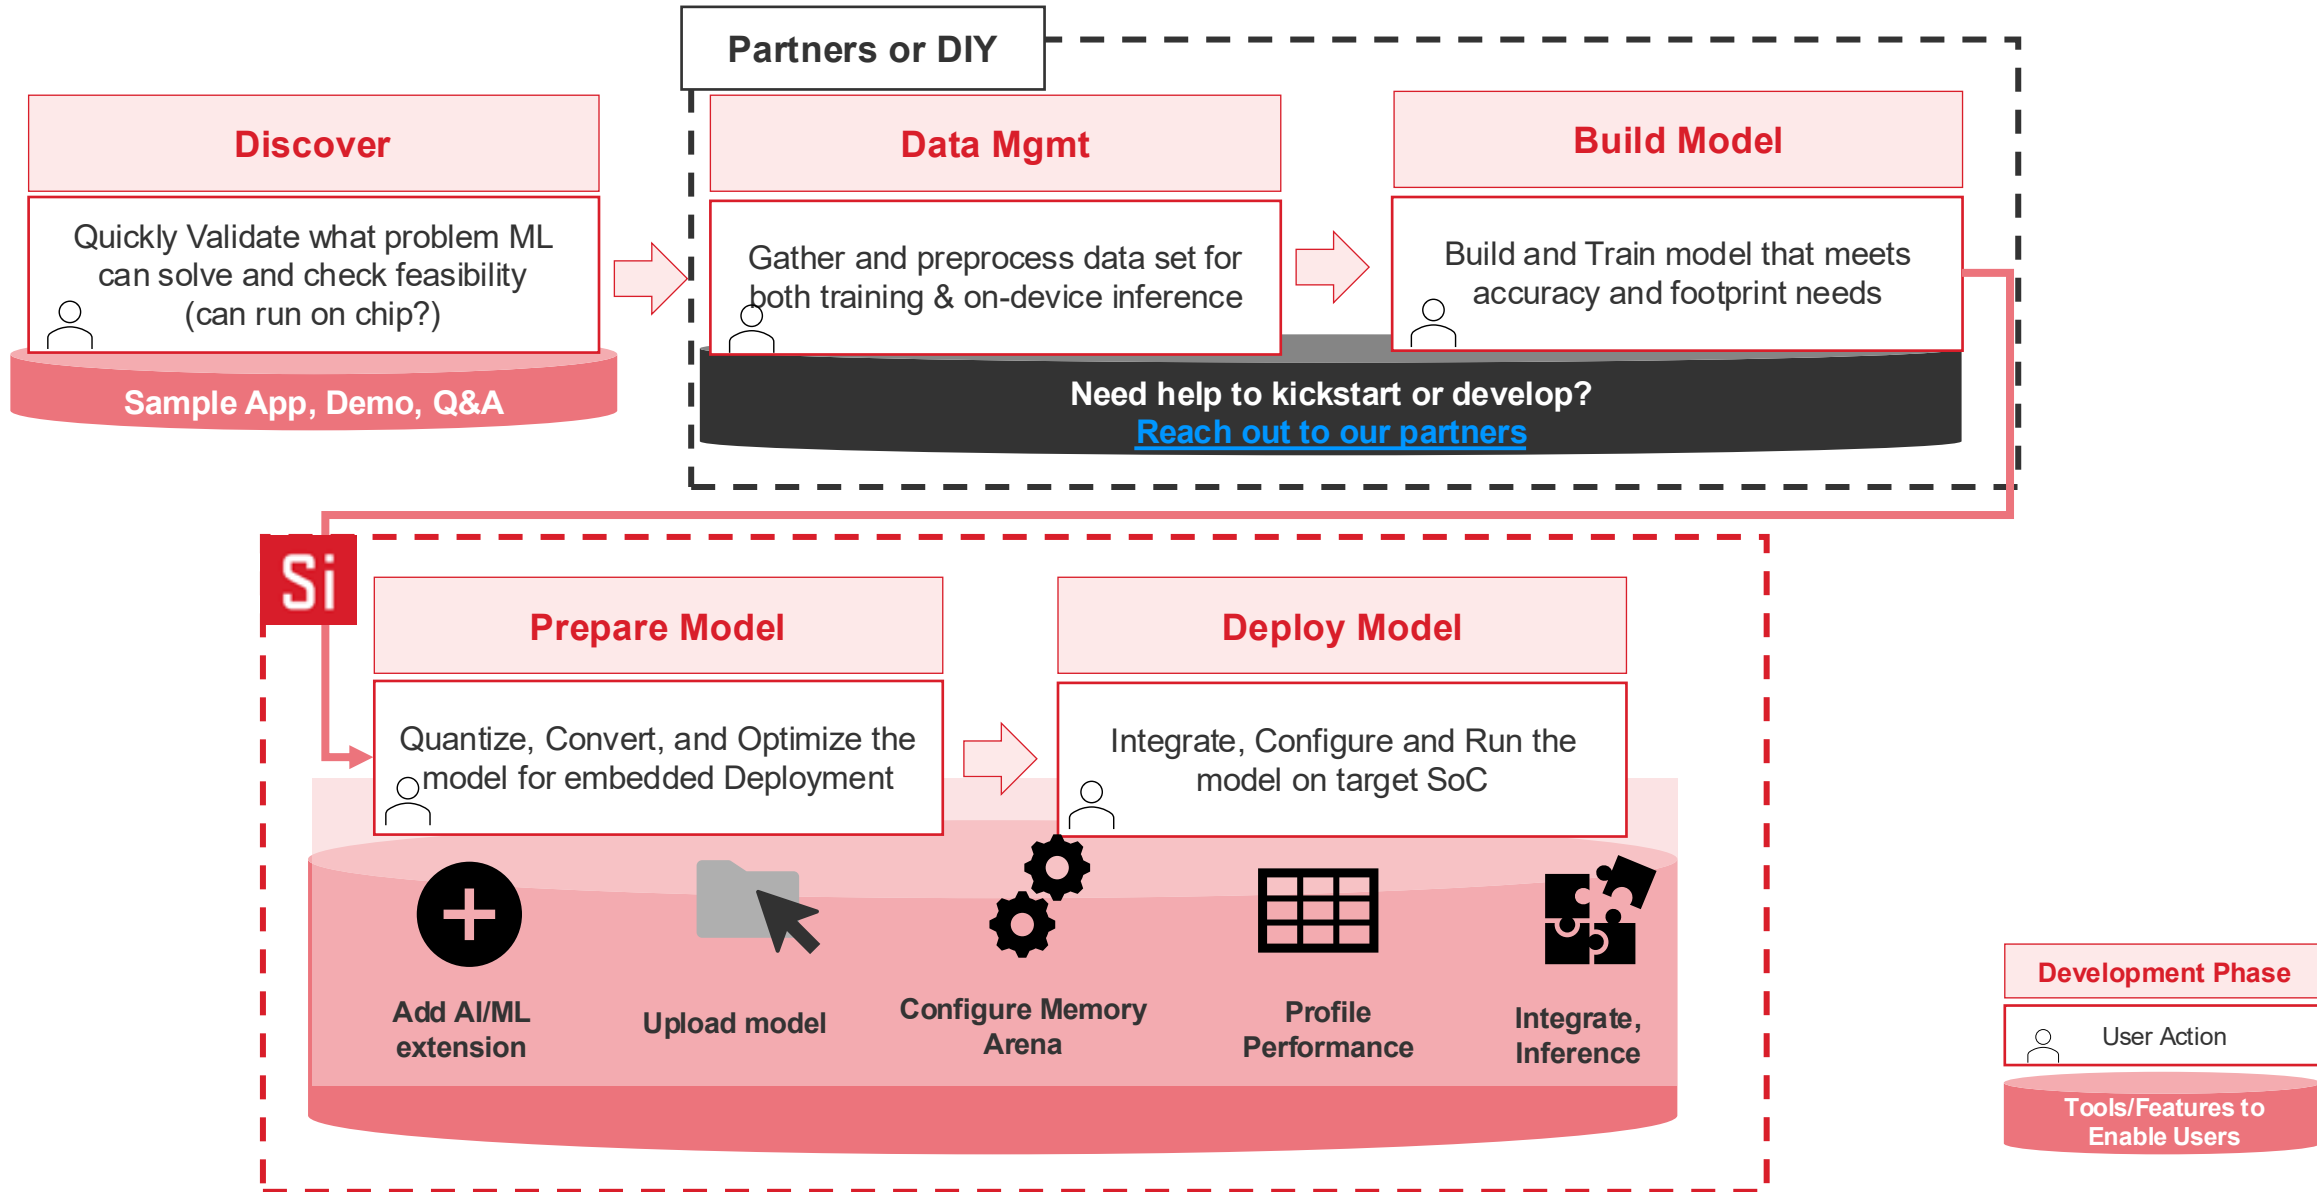 Partners or DIY
Discover
Quickly Validate what problem ML
can solve and check feasibility
(can run on chip?)
Sample App, Demo, Q&A
Data Mgmt
Gather and preprocess data set for
both training & on-device inference
Build Model
Build and Train model that meets
accuracy and footprint needs
Need help to kickstart or develop?
Reach out to our partners
Si
Prepare Model
Quantize, Convert, and Optimize the
model for embedded Deployment
Deploy Model
Integrate, Configure and Run the
model on target SoC
Add AI/ML
extension
Upload model
Configure Memory
Arena
Profile
Performance
Integrate,
Inference
Development Phase
User Action
Tools/Features to
Enable Users